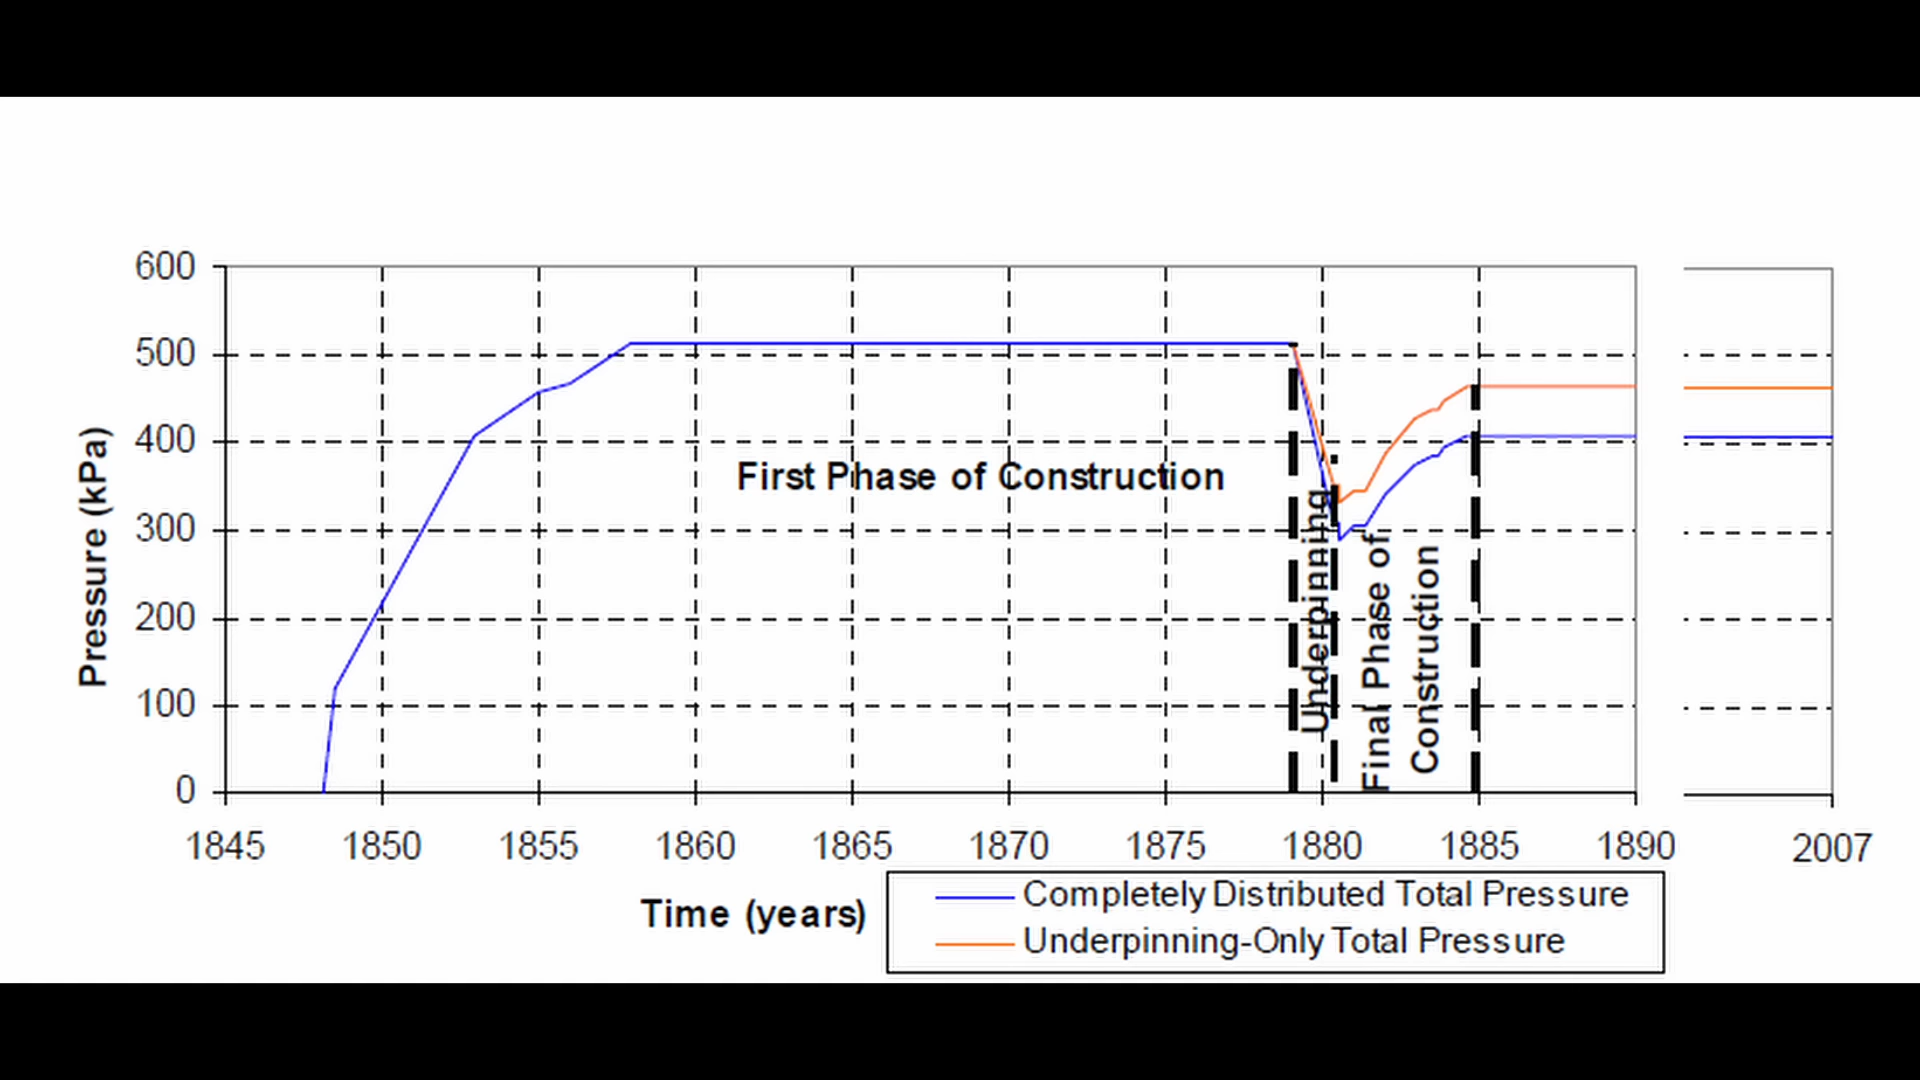 600
500
400
300
200
100
0
Pressure (kPa)
First Phase of Construction
Underpinning
Final Phase of
Construction
1845 1850 1855 1860 1865 1870 1875 1880 1885 1890 2007
Time (years)
Completely Distributed Total Pressure
Underpinning-Only Total Pressure